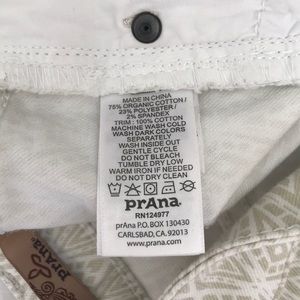 MADE IN CHINA
75% ORGANIC COTTON /
23% POLYESTER /
2% SPANDEX
TRIM: 100% COTTON
MACHINE WASH COLD
WASH DARK COLORS
SEPARATELY
WASH INSIDE OUT
GENTLE CYCLE
DO NOT BLEACH
TUMBLE DRY LOW
WARM IRON IF NEEDED
DO NOT DRY CLEAN
prAna.
RN124977
prAna P.O. BOX 130430
CARLSBAD, CA. 92013
www.prana.com
prAna